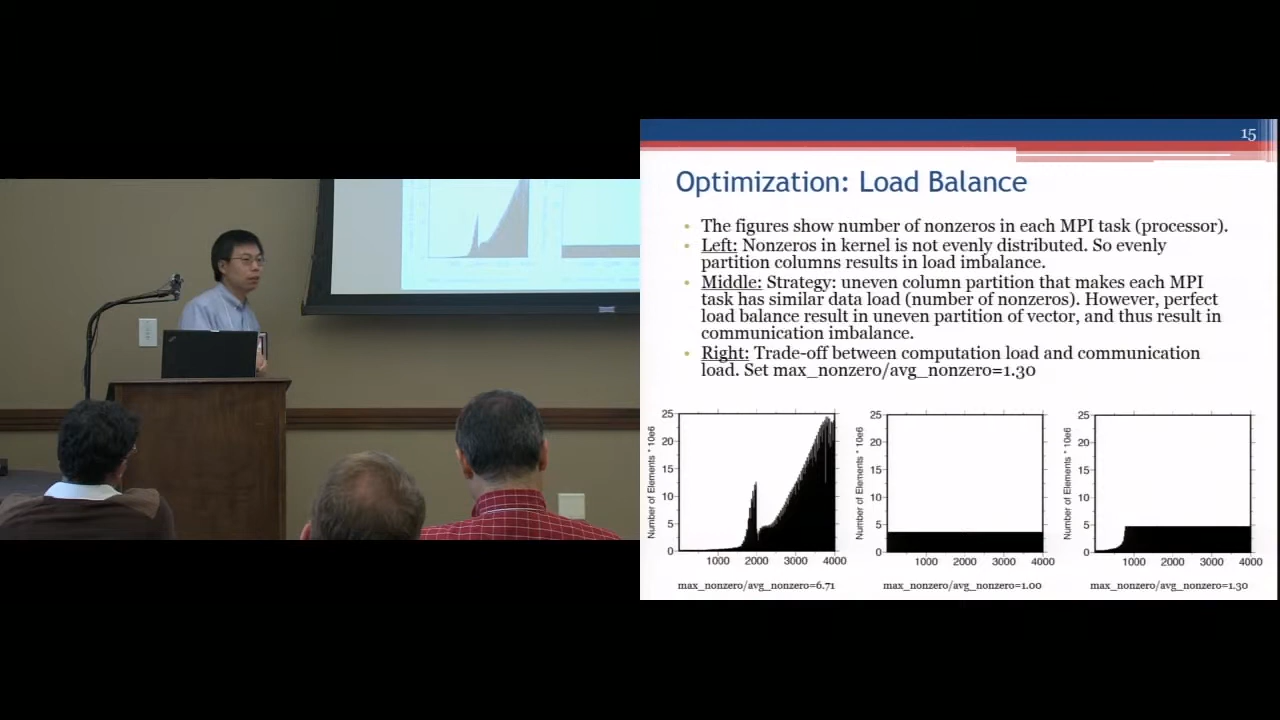 15
Optimization: Load Balance
• The figures show number of nonzeros in each MPI task (processor).
• Left: Nonzeros in kernel is not evenly distributed. So evenly
partition columns results in load imbalance.
• Middle: Strategy: uneven column partition that makes each MPI
task has similar data load (number of nonzeros). However, perfect
load balance result in uneven partition of vector, and thus result in
communication imbalance.
• Right: Trade-off between computation load and communication
load. Set max_nonzero/avg_nonzero=1.30
Number of Elements * 10e6
25
20
15
10
5
0
1000 2000 3000 4000
max_nonzero/avg_nonzero=6.71
Number of Elements * 10e6
25
20
15
10
5
0
1000 2000 3000 4000
max_nonzero/avg_nonzero=1.00
Number of Elements * 10e6
25
20
15
10
5
0
1000 2000 3000 4000
max_nonzero/avg_nonzero=1.30